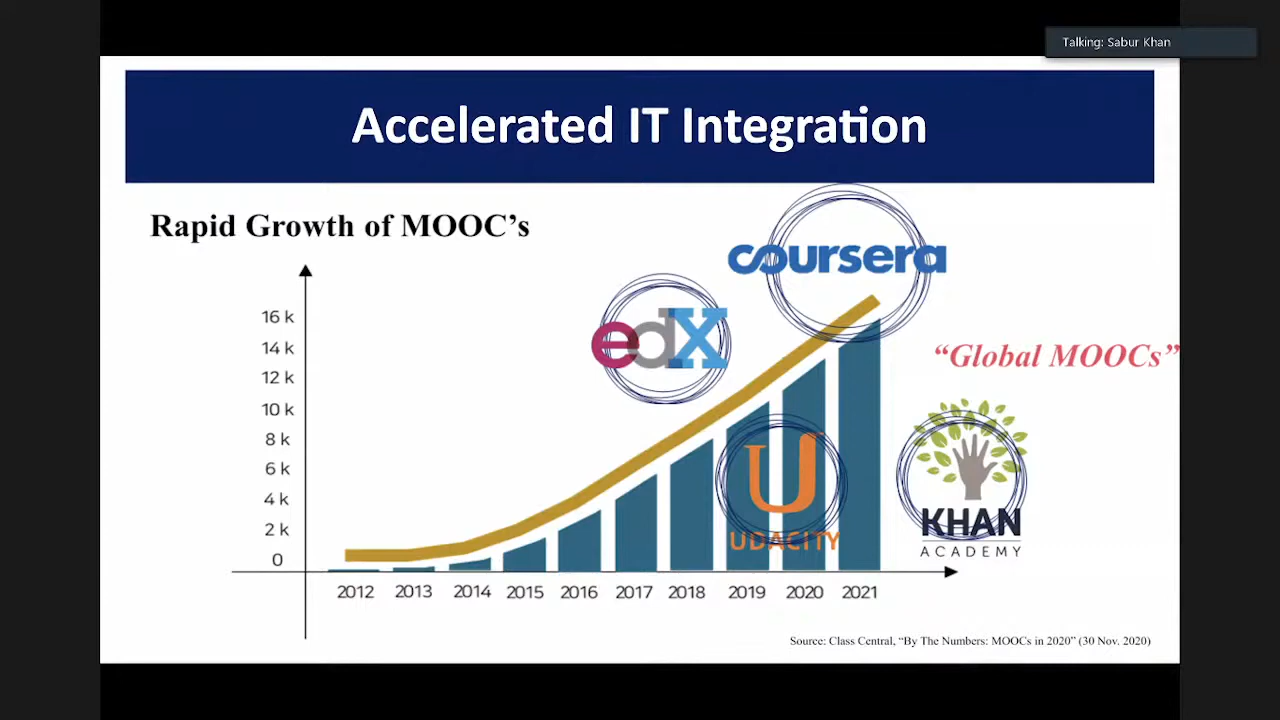 Talking: Sabur Khan
Accelerated IT Integration
Rapid Growth of MOOC’s
coursera
edX
“Global MOOCs”
16 k
14 k
12 k
10 k
8 k
6 k
4 k
2 k
0
U
UDACITY
KHAN
ACADEMY
2012 2013 2014 2015 2016 2017 2018 2019 2020 2021
Source: Class Central, “By The Numbers: MOOCs in 2020” (30 Nov. 2020)